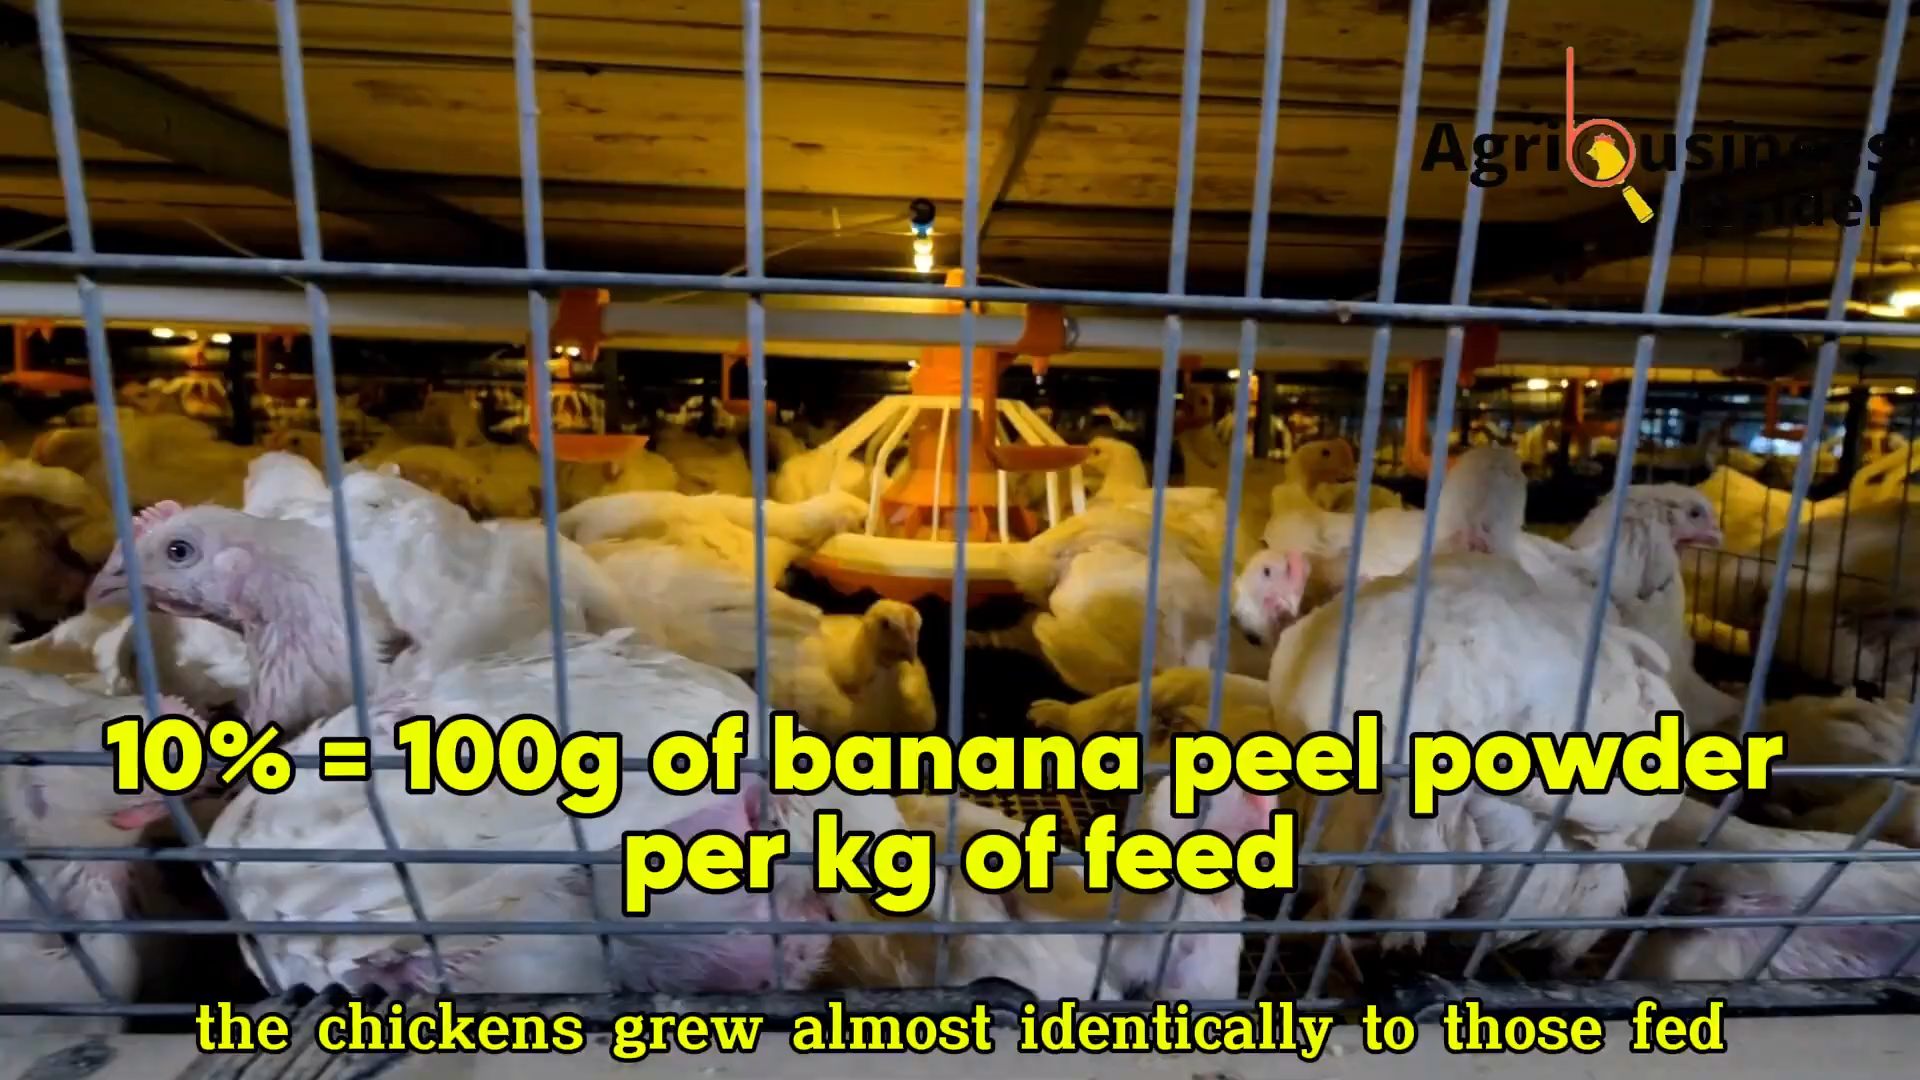 Agribusiness
Insider
10% = 100g of banana peel powder
per kg of feed
the chickens grew almost identically to those fed